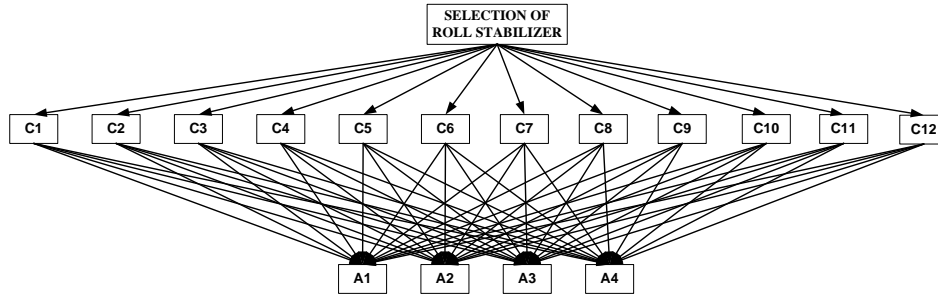 SELECTION OF
ROLL STABILIZER
C1 C2 C3 C4 C5 C6 C7 C8 C9 C10 C11 C12
A1 A2 A3 A4